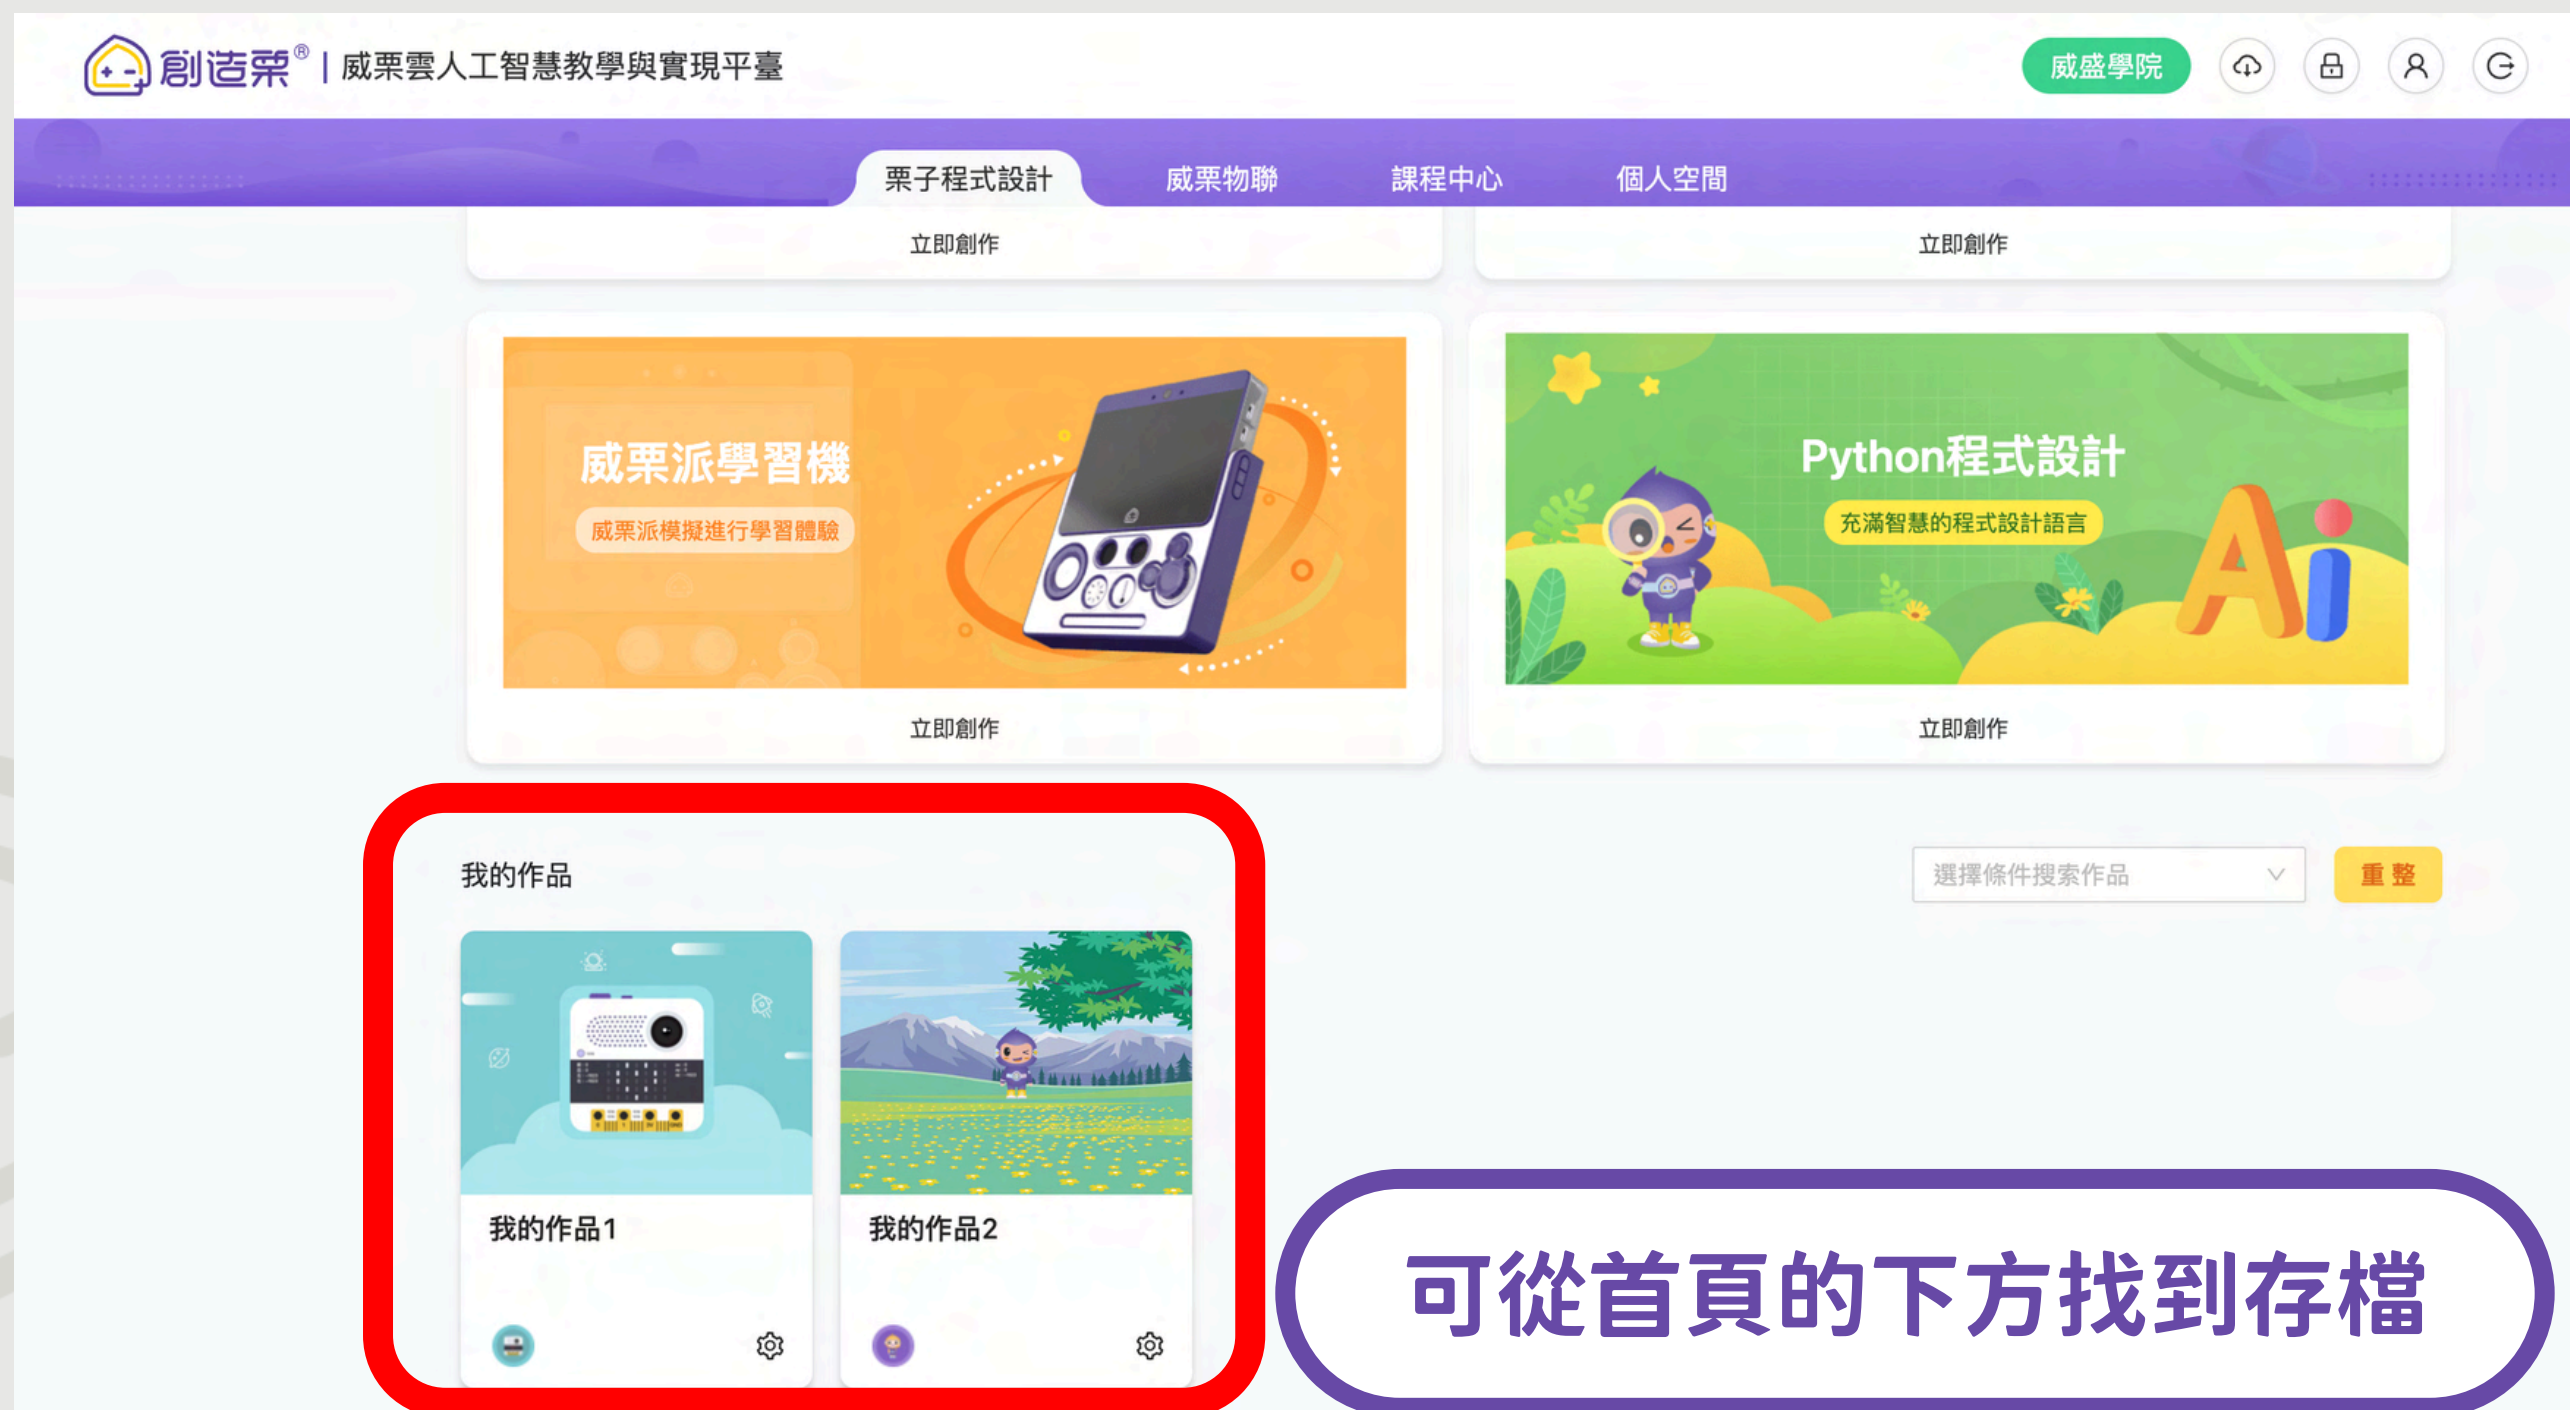 創造栗® | 威栗雲人工智慧教學與實現平臺
威盛學院
栗子程式設計 威栗物聯 課程中心 個人空間
立即創作 立即創作
威栗派學習機
威栗派模擬進行學習體驗
Python程式設計
充滿智慧的程式設計語言
Ai
立即創作 立即創作
我的作品
選擇條件搜索作品 重整
我的作品1 我的作品2
可從首頁的下方找到存檔